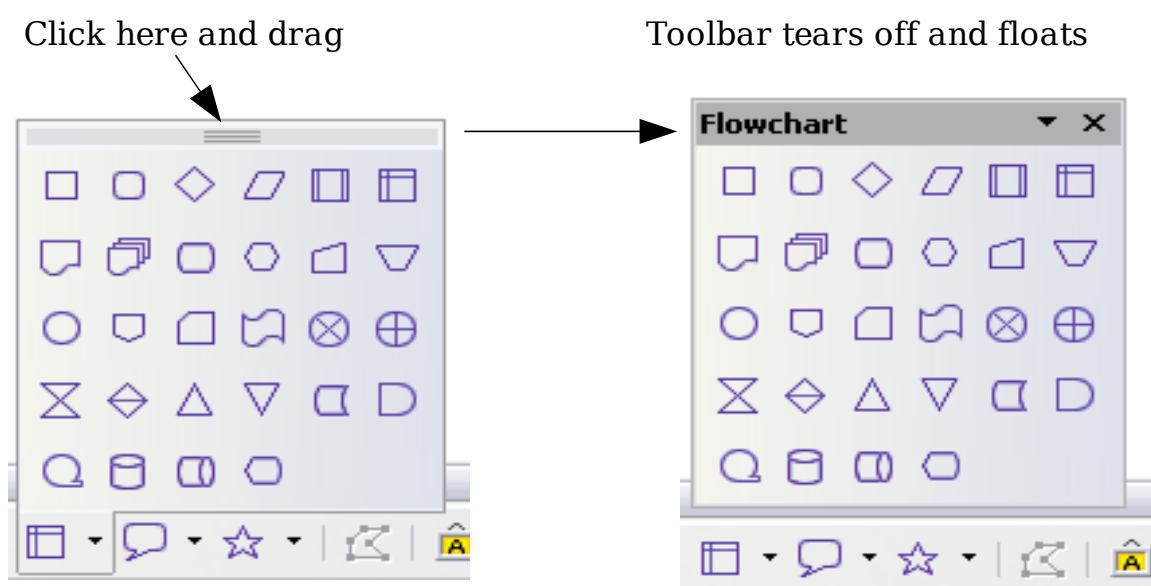 Click here and drag
Toolbar tears off and floats
Flowchart
A
A